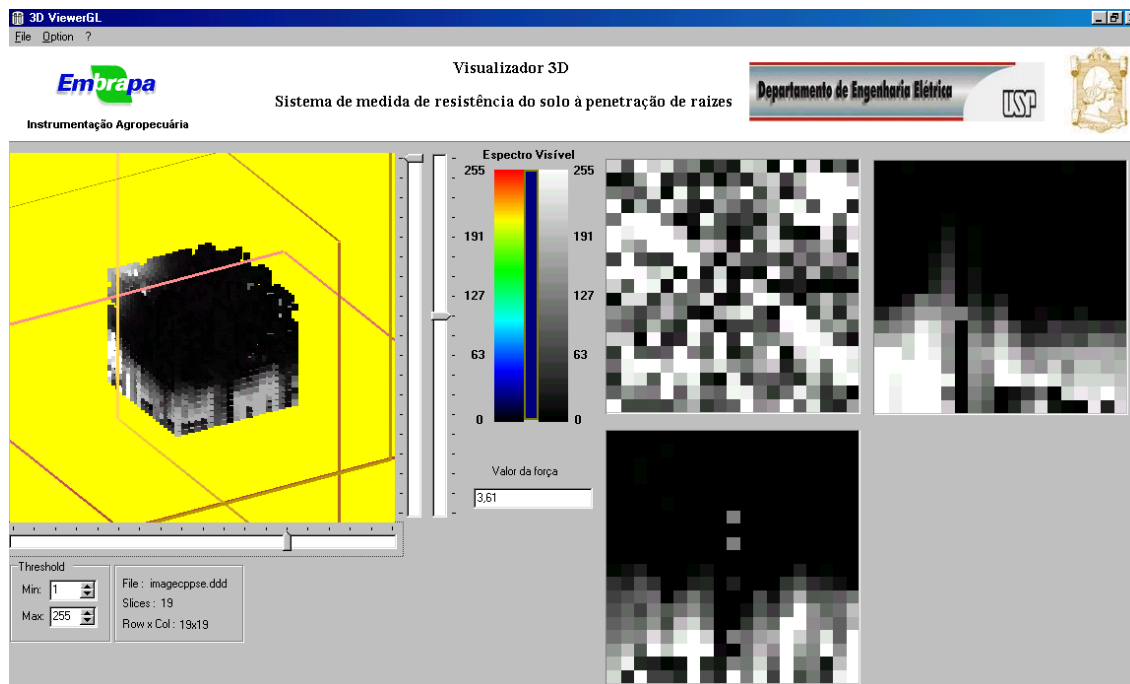 3D ViewerGL
File Option ?
Embrapa
Instrumentação Agropecuária
Visualizador 3D
Sistema de medida de resistência do solo à penetração de raizes
Departamento de Engenharia Elétrica
USP
Espectro Visível
255 255
191 191
127 127
63 63
0 0
Valor da força
3,61
Threshold
Min: 1
Max: 255
File : imagecppse.ddd
Slices : 19
Row x Col : 19x19